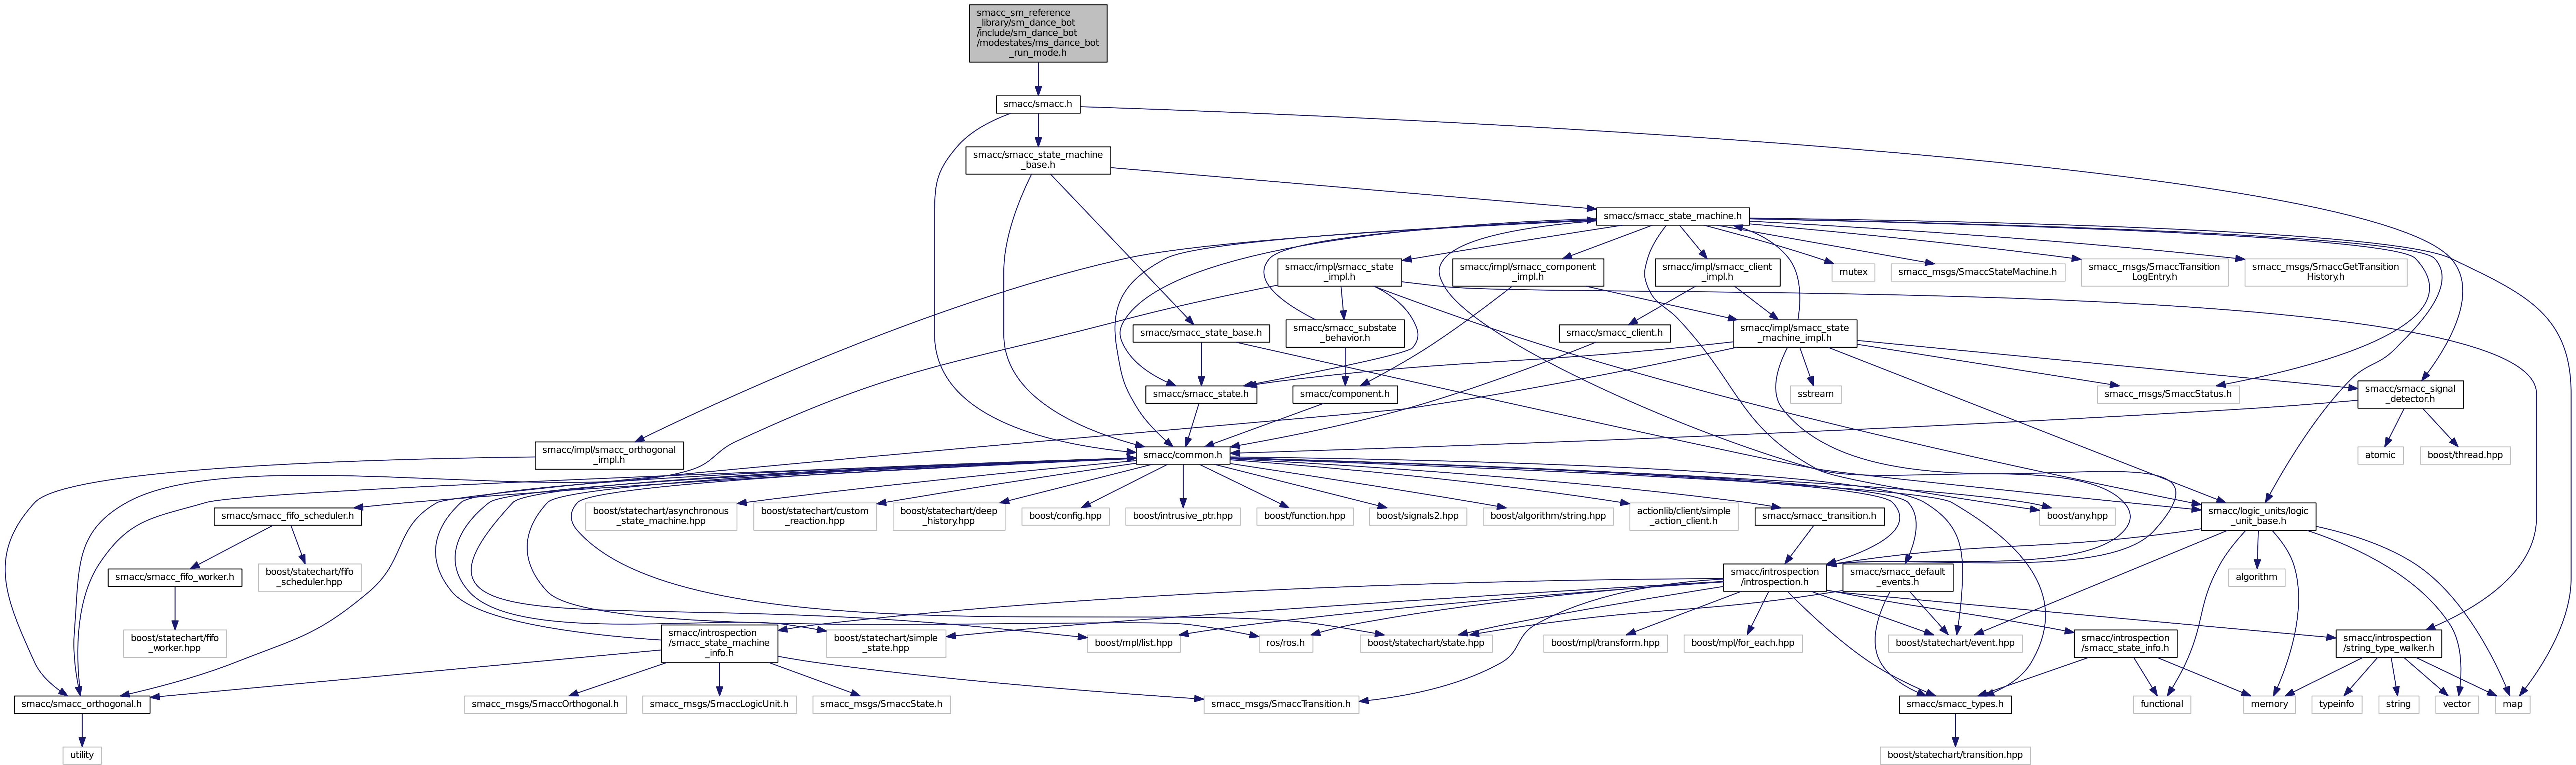 smacc_sm_reference
_library/sm_dance_bot
/include/sm_dance_bot
/modestates/ms_dance_bot
_run_mode.h
smacc/smacc.h
smacc/smacc_state_machine
_base.h
smacc/smacc_state_machine.h
smacc/impl/smacc_state
_impl.h
smacc/impl/smacc_component
_impl.h
smacc/impl/smacc_client
_impl.h
mutex
smacc_msgs/SmaccStateMachine.h
smacc_msgs/SmaccTransition
LogEntry.h
smacc_msgs/SmaccGetTransition
History.h
smacc/smacc_state_base.h
smacc/smacc_substate
_behavior.h
smacc/smacc_client.h
smacc/impl/smacc_state
_machine_impl.h
smacc/smacc_state.h
smacc/component.h
sstream
smacc_msgs/SmaccStatus.h
smacc/smacc_signal
_detector.h
smacc/impl/smacc_orthogonal
_impl.h
smacc/common.h
atomic
boost/thread.hpp
smacc/smacc_fifo_scheduler.h
boost/statechart/asynchronous
_state_machine.hpp
boost/statechart/custom
_reaction.hpp
boost/statechart/deep
_history.hpp
boost/config.hpp
boost/intrusive_ptr.hpp
boost/function.hpp
boost/signals2.hpp
boost/algorithm/string.hpp
actionlib/client/simple
_action_client.h
smacc/smacc_transition.h
boost/any.hpp
smacc/logic_units/logic
_unit_base.h
smacc/smacc_fifo_worker.h
boost/statechart/fifo
_scheduler.hpp
smacc/introspection
/introspection.h
smacc/smacc_default
_events.h
algorithm
boost/statechart/fifo
_worker.hpp
smacc/introspection
/smacc_state_machine
_info.h
boost/statechart/simple
_state.hpp
boost/mpl/list.hpp
ros/ros.h
boost/statechart/state.hpp
boost/mpl/transform.hpp
boost/mpl/for_each.hpp
boost/statechart/event.hpp
smacc/introspection
/smacc_state_info.h
smacc/introspection
/string_type_walker.h
smacc/smacc_orthogonal.h
smacc_msgs/SmaccOrthogonal.h
smacc_msgs/SmaccLogicUnit.h
smacc_msgs/SmaccState.h
smacc_msgs/SmaccTransition.h
smacc/smacc_types.h
functional
memory
typeinfo
string
vector
map
utility
boost/statechart/transition.hpp